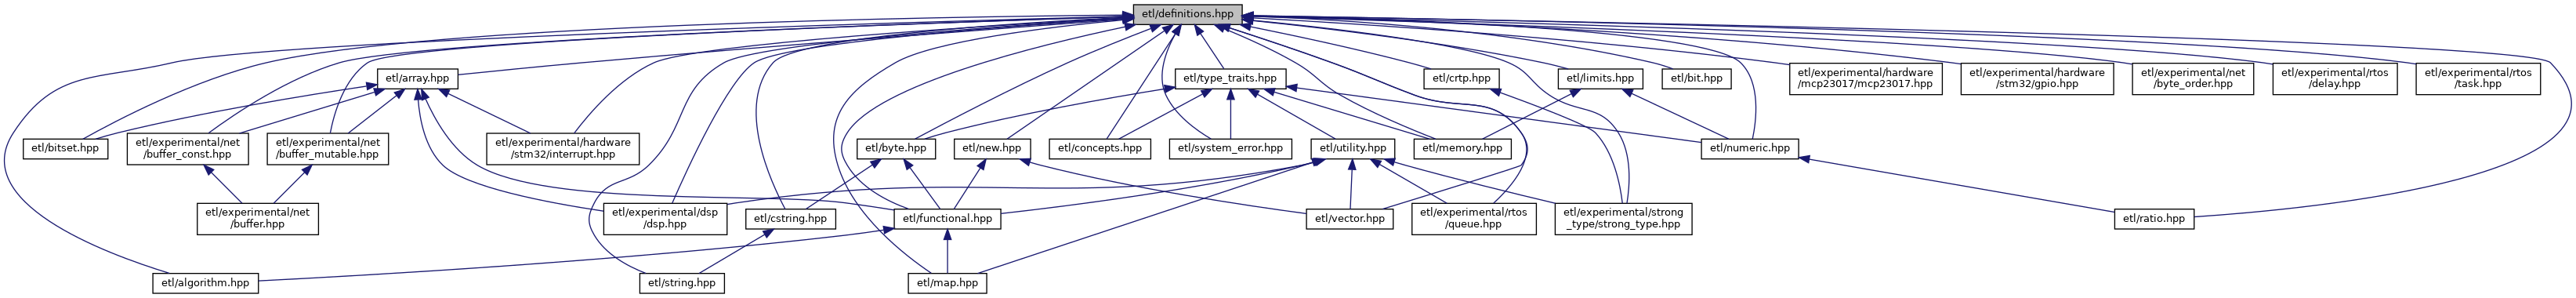 etl/definitions.hpp
etl/array.hpp
etl/type_traits.hpp
etl/crtp.hpp
etl/limits.hpp
etl/bit.hpp
etl/experimental/hardware
/mcp23017/mcp23017.hpp
etl/experimental/hardware
/stm32/gpio.hpp
etl/experimental/net
/byte_order.hpp
etl/experimental/rtos
/delay.hpp
etl/experimental/rtos
/task.hpp
etl/bitset.hpp
etl/experimental/net
/buffer_const.hpp
etl/experimental/net
/buffer_mutable.hpp
etl/experimental/hardware
/stm32/interrupt.hpp
etl/byte.hpp
etl/new.hpp
etl/concepts.hpp
etl/system_error.hpp
etl/utility.hpp
etl/memory.hpp
etl/numeric.hpp
etl/experimental/net
/buffer.hpp
etl/experimental/dsp
/dsp.hpp
etl/cstring.hpp
etl/functional.hpp
etl/vector.hpp
etl/experimental/rtos
/queue.hpp
etl/experimental/strong
_type/strong_type.hpp
etl/ratio.hpp
etl/algorithm.hpp
etl/string.hpp
etl/map.hpp